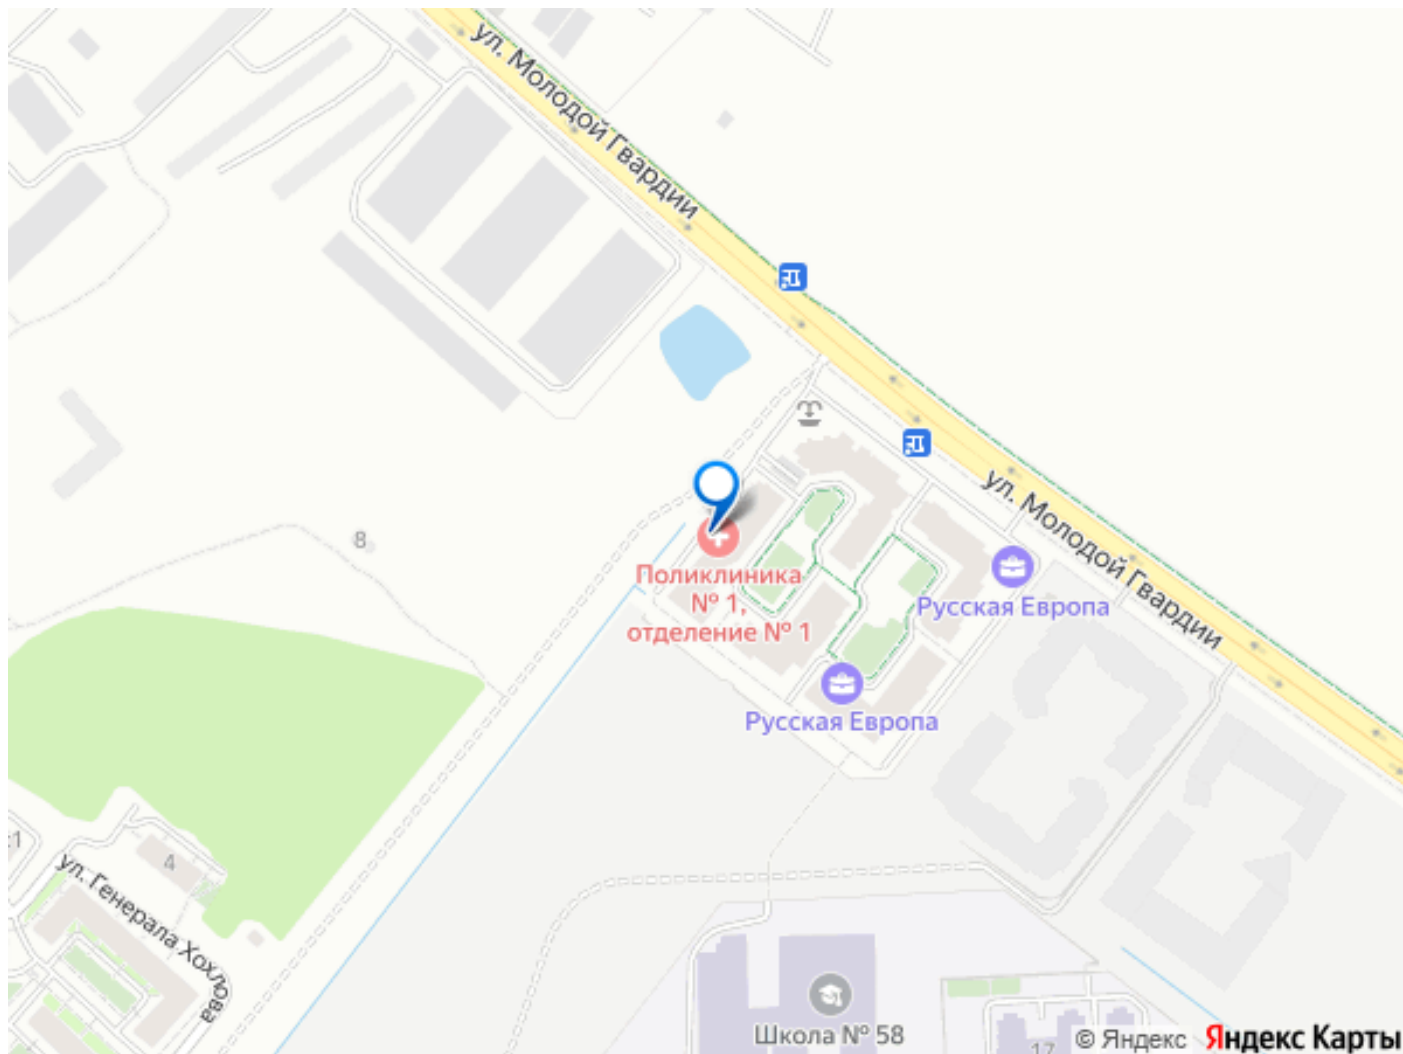 ул. Молодой Гвардии
ул. Молодой Гвардии
8
Поликлиника
№ 1,
отделение № 1
Русская Европа
Русская Европа
с1
4
ул. Генерала Хохлова
Школа № 58
17
© Яндекс Яндекс Карты